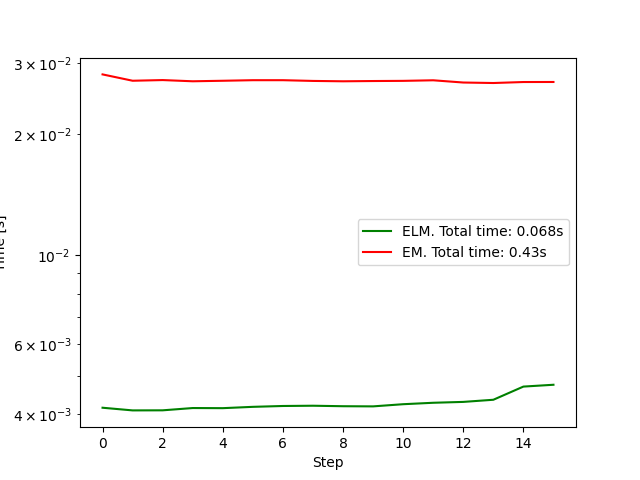 3 × 10⁻²
2 × 10⁻²
10⁻²
6 × 10⁻³
4 × 10⁻³
ELM. Total time: 0.068s
EM. Total time: 0.43s
0 2 4 6 8 10 12 14
Step